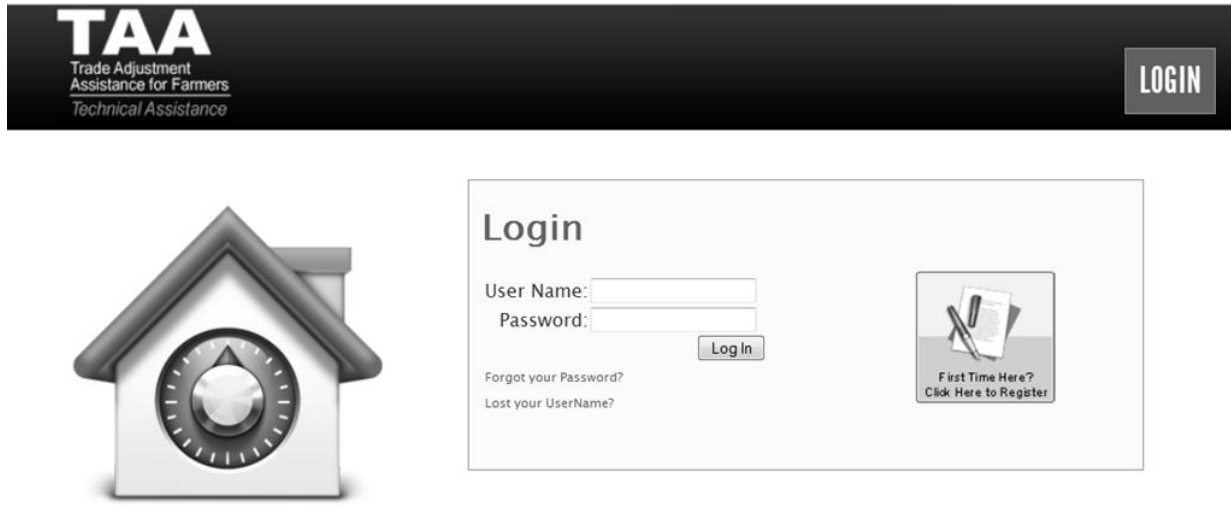 TAA
Trade Adjustment
Assistance for Farmers
Technical Assistance
LOGIN
Login
User Name:
Password:
Log In
Forgot your Password?
Lost your UserName?
First Time Here?
Click Here to Register